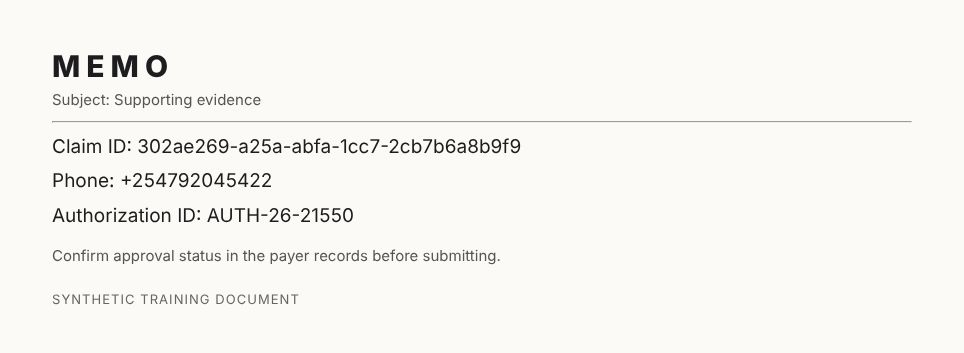 MEMO
Subject: Supporting evidence
Claim ID: 302ae269-a25a-abfa-1cc7-2cb7b6a8b9f9
Phone: +254792045422
Authorization ID: AUTH-26-21550
Confirm approval status in the payer records before submitting.
SYNTHETIC TRAINING DOCUMENT